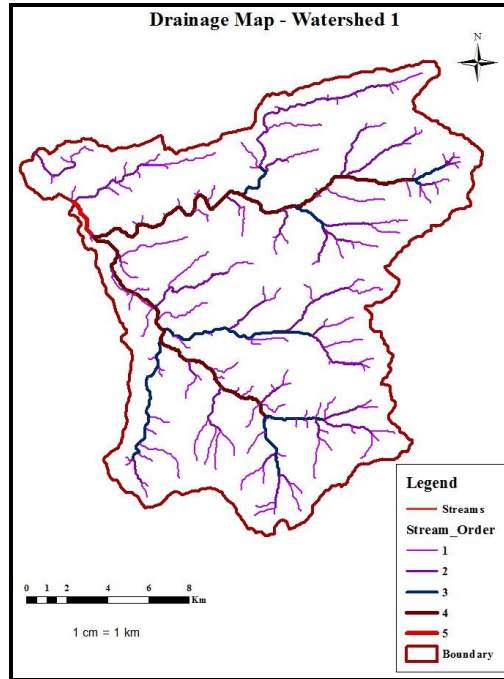 Drainage Map - Watershed 1
N
Legend
Streams
Stream_Order
1
2
3
4
5
Boundary
0 1 2 4 6 8
Km
1 cm = 1 km